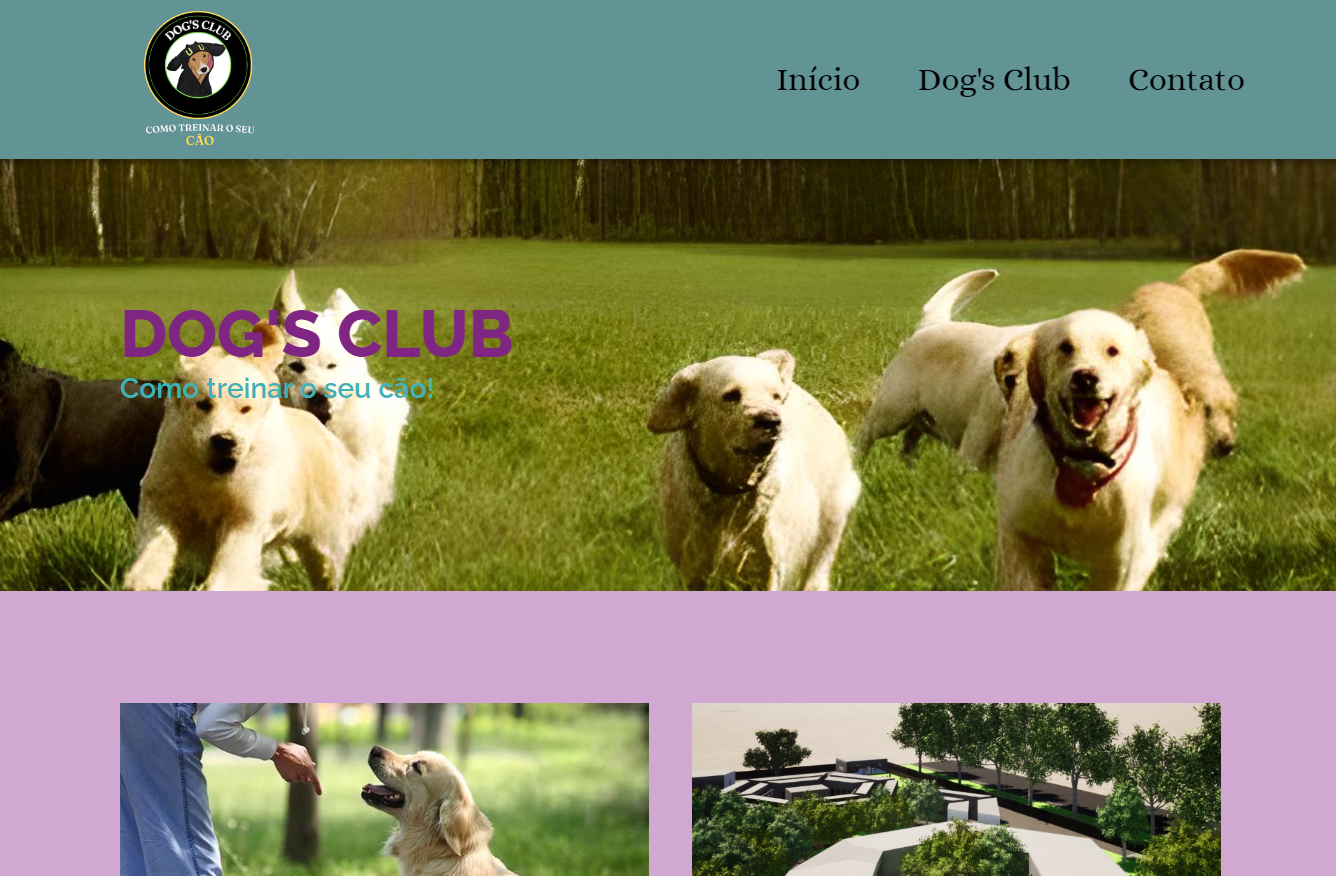 DOG'S CLUB
COMO TREINAR O SEU
CÃO
Início
Dog's Club
Contato
DOG'S CLUB
Como treinar o seu cão!